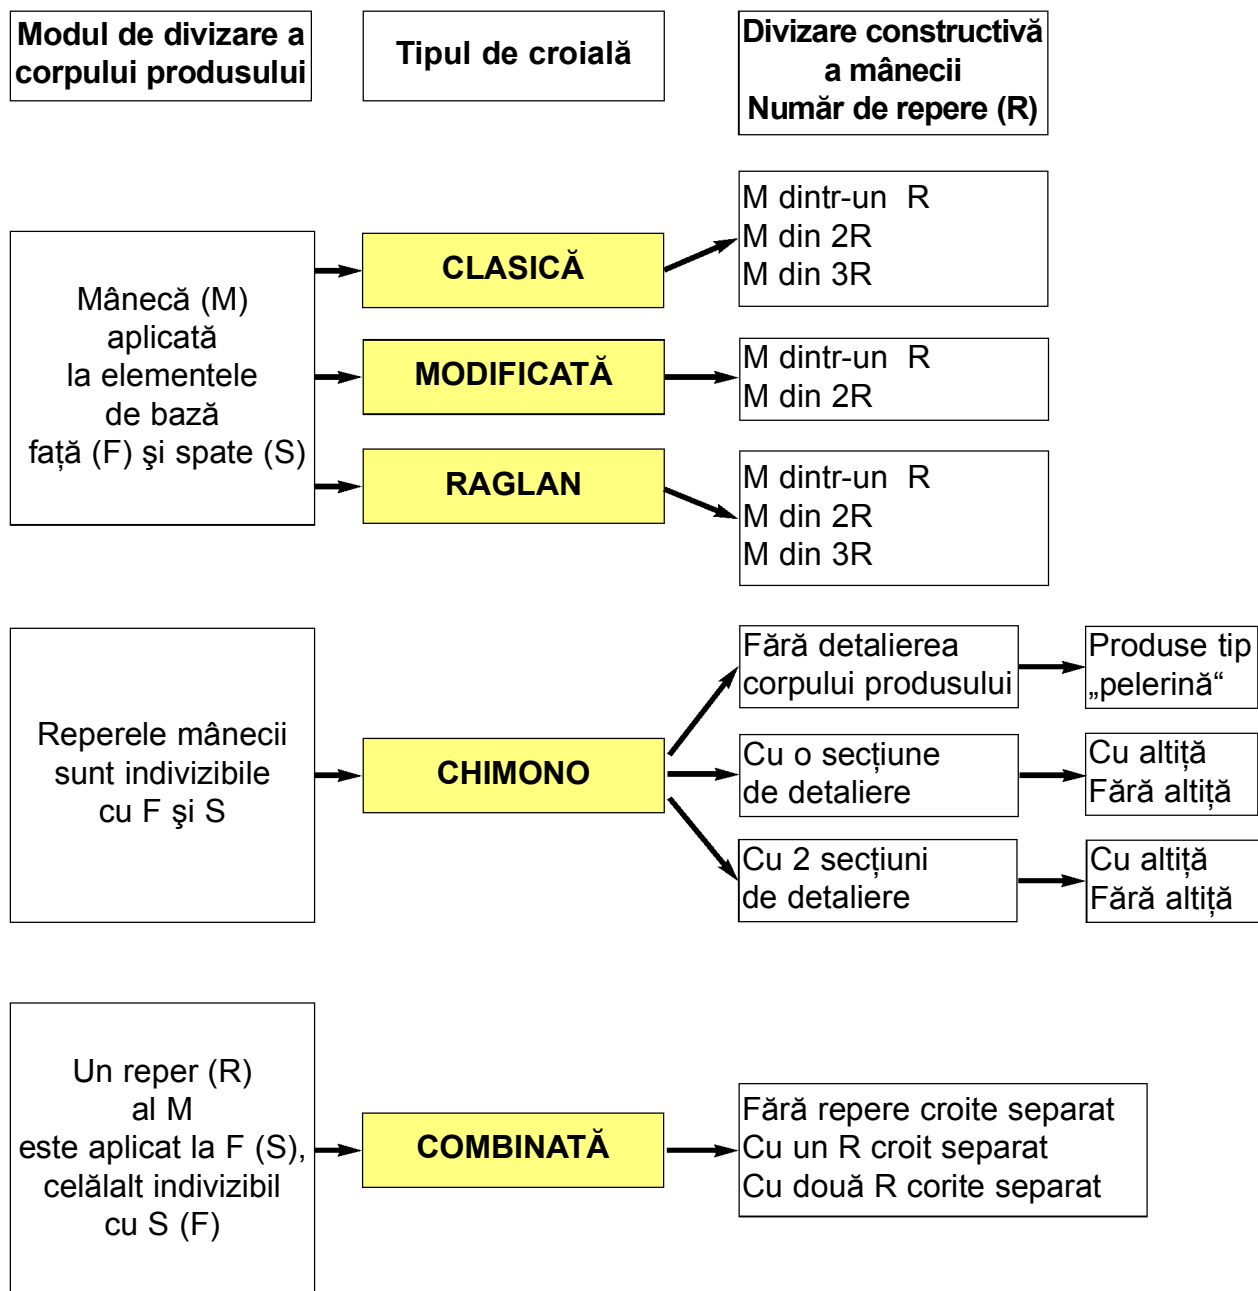 Modul de divizare a
corpului produsului
Tipul de croială
Divizare constructivă
a mânecii
Număr de repere (R)
Mânecă (M)
aplicată
la elementele
de bază
față (F) şi spate (S)
CLASICĂ
M dintr-un R
M din 2R
M din 3R
MODIFICATĂ
M dintr-un R
M din 2R
RAGLAN
M dintr-un R
M din 2R
M din 3R
Reperele mânecii
sunt indivizibile
cu F şi S
CHIMONO
Fără detalierea
corpului produsului
Produse tip
„pelerină“
Cu o secțiune
de detaliere
Cu altiță
Fără altiță
Cu 2 secțiuni
de detaliere
Cu altiță
Fără altiță
Un reper (R)
al M
este aplicat la F (S),
celălalt indivizibil
cu S (F)
COMBINATĂ
Fără repere croite separat
Cu un R croit separat
Cu două R corite separat